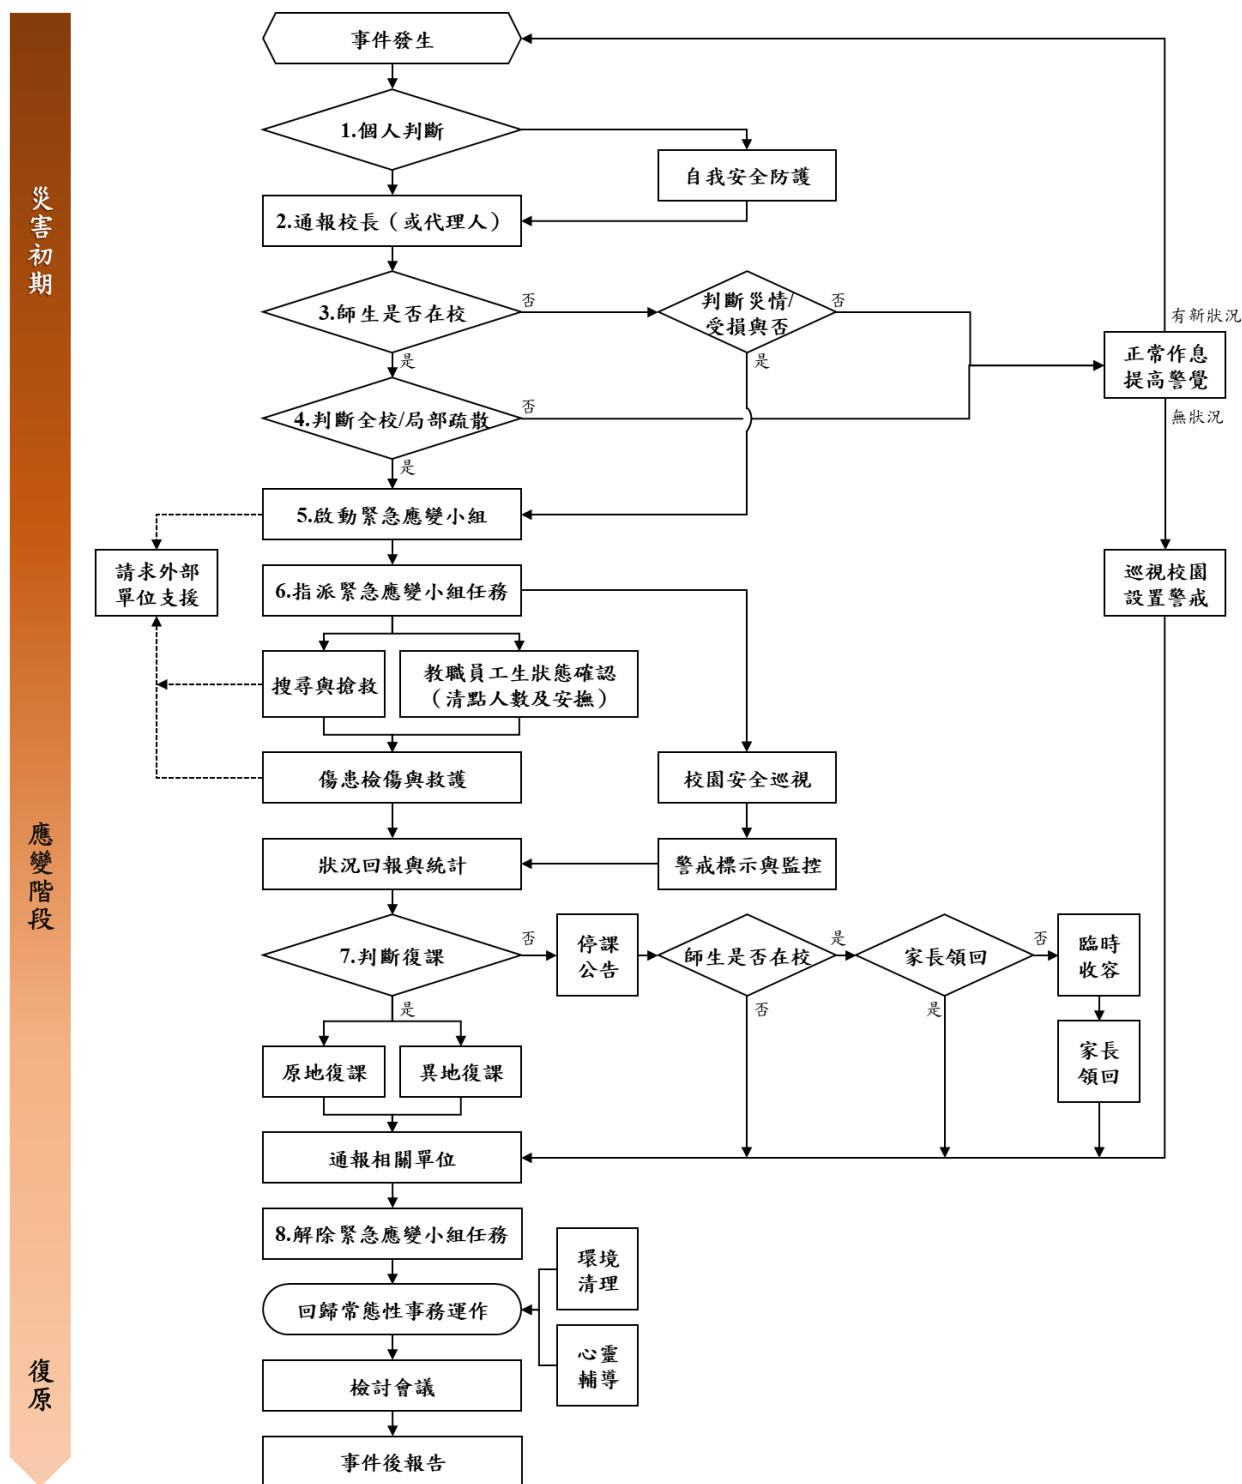 事件發生
1.個人判斷
自我安全防護
2.通報校長（或代理人）
災害初期
3.師生是否在校
否
判斷災情/
受損與否
否
有新狀況
正常作息
提高警覺
是
是
無狀況
4.判斷全校/局部疏散
否
是
5.啟動緊急應變小組
請求外部
單位支援
6.指派緊急應變小組任務
巡視校園
設置警戒
搜尋與搶救
教職員工生狀態確認
（清點人數及安撫）
傷患檢傷與救護
校園安全巡視
應變階段
狀況回報與統計
警戒標示與監控
7.判斷復課
否
停課
公告
師生是否在校
是
家長領回
否
臨時
收容
是
否
是
原地復課
異地復課
家長
領回
通報相關單位
8.解除緊急應變小組任務
環境
清理
回歸常態性事務運作
心靈
輔導
復原
檢討會議
事件後報告